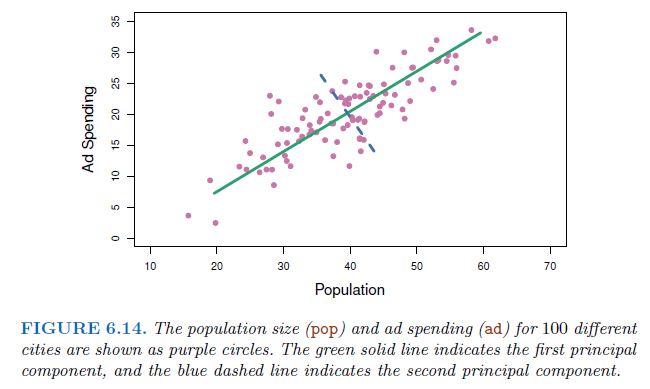 35
30
25
20
15
10
5
0
Ad Spending
10 20 30 40 50 60 70
Population
FIGURE 6.14. The population size (pop) and ad spending (ad) for 100 different
cities are shown as purple circles. The green solid line indicates the first principal
component, and the blue dashed line indicates the second principal component.